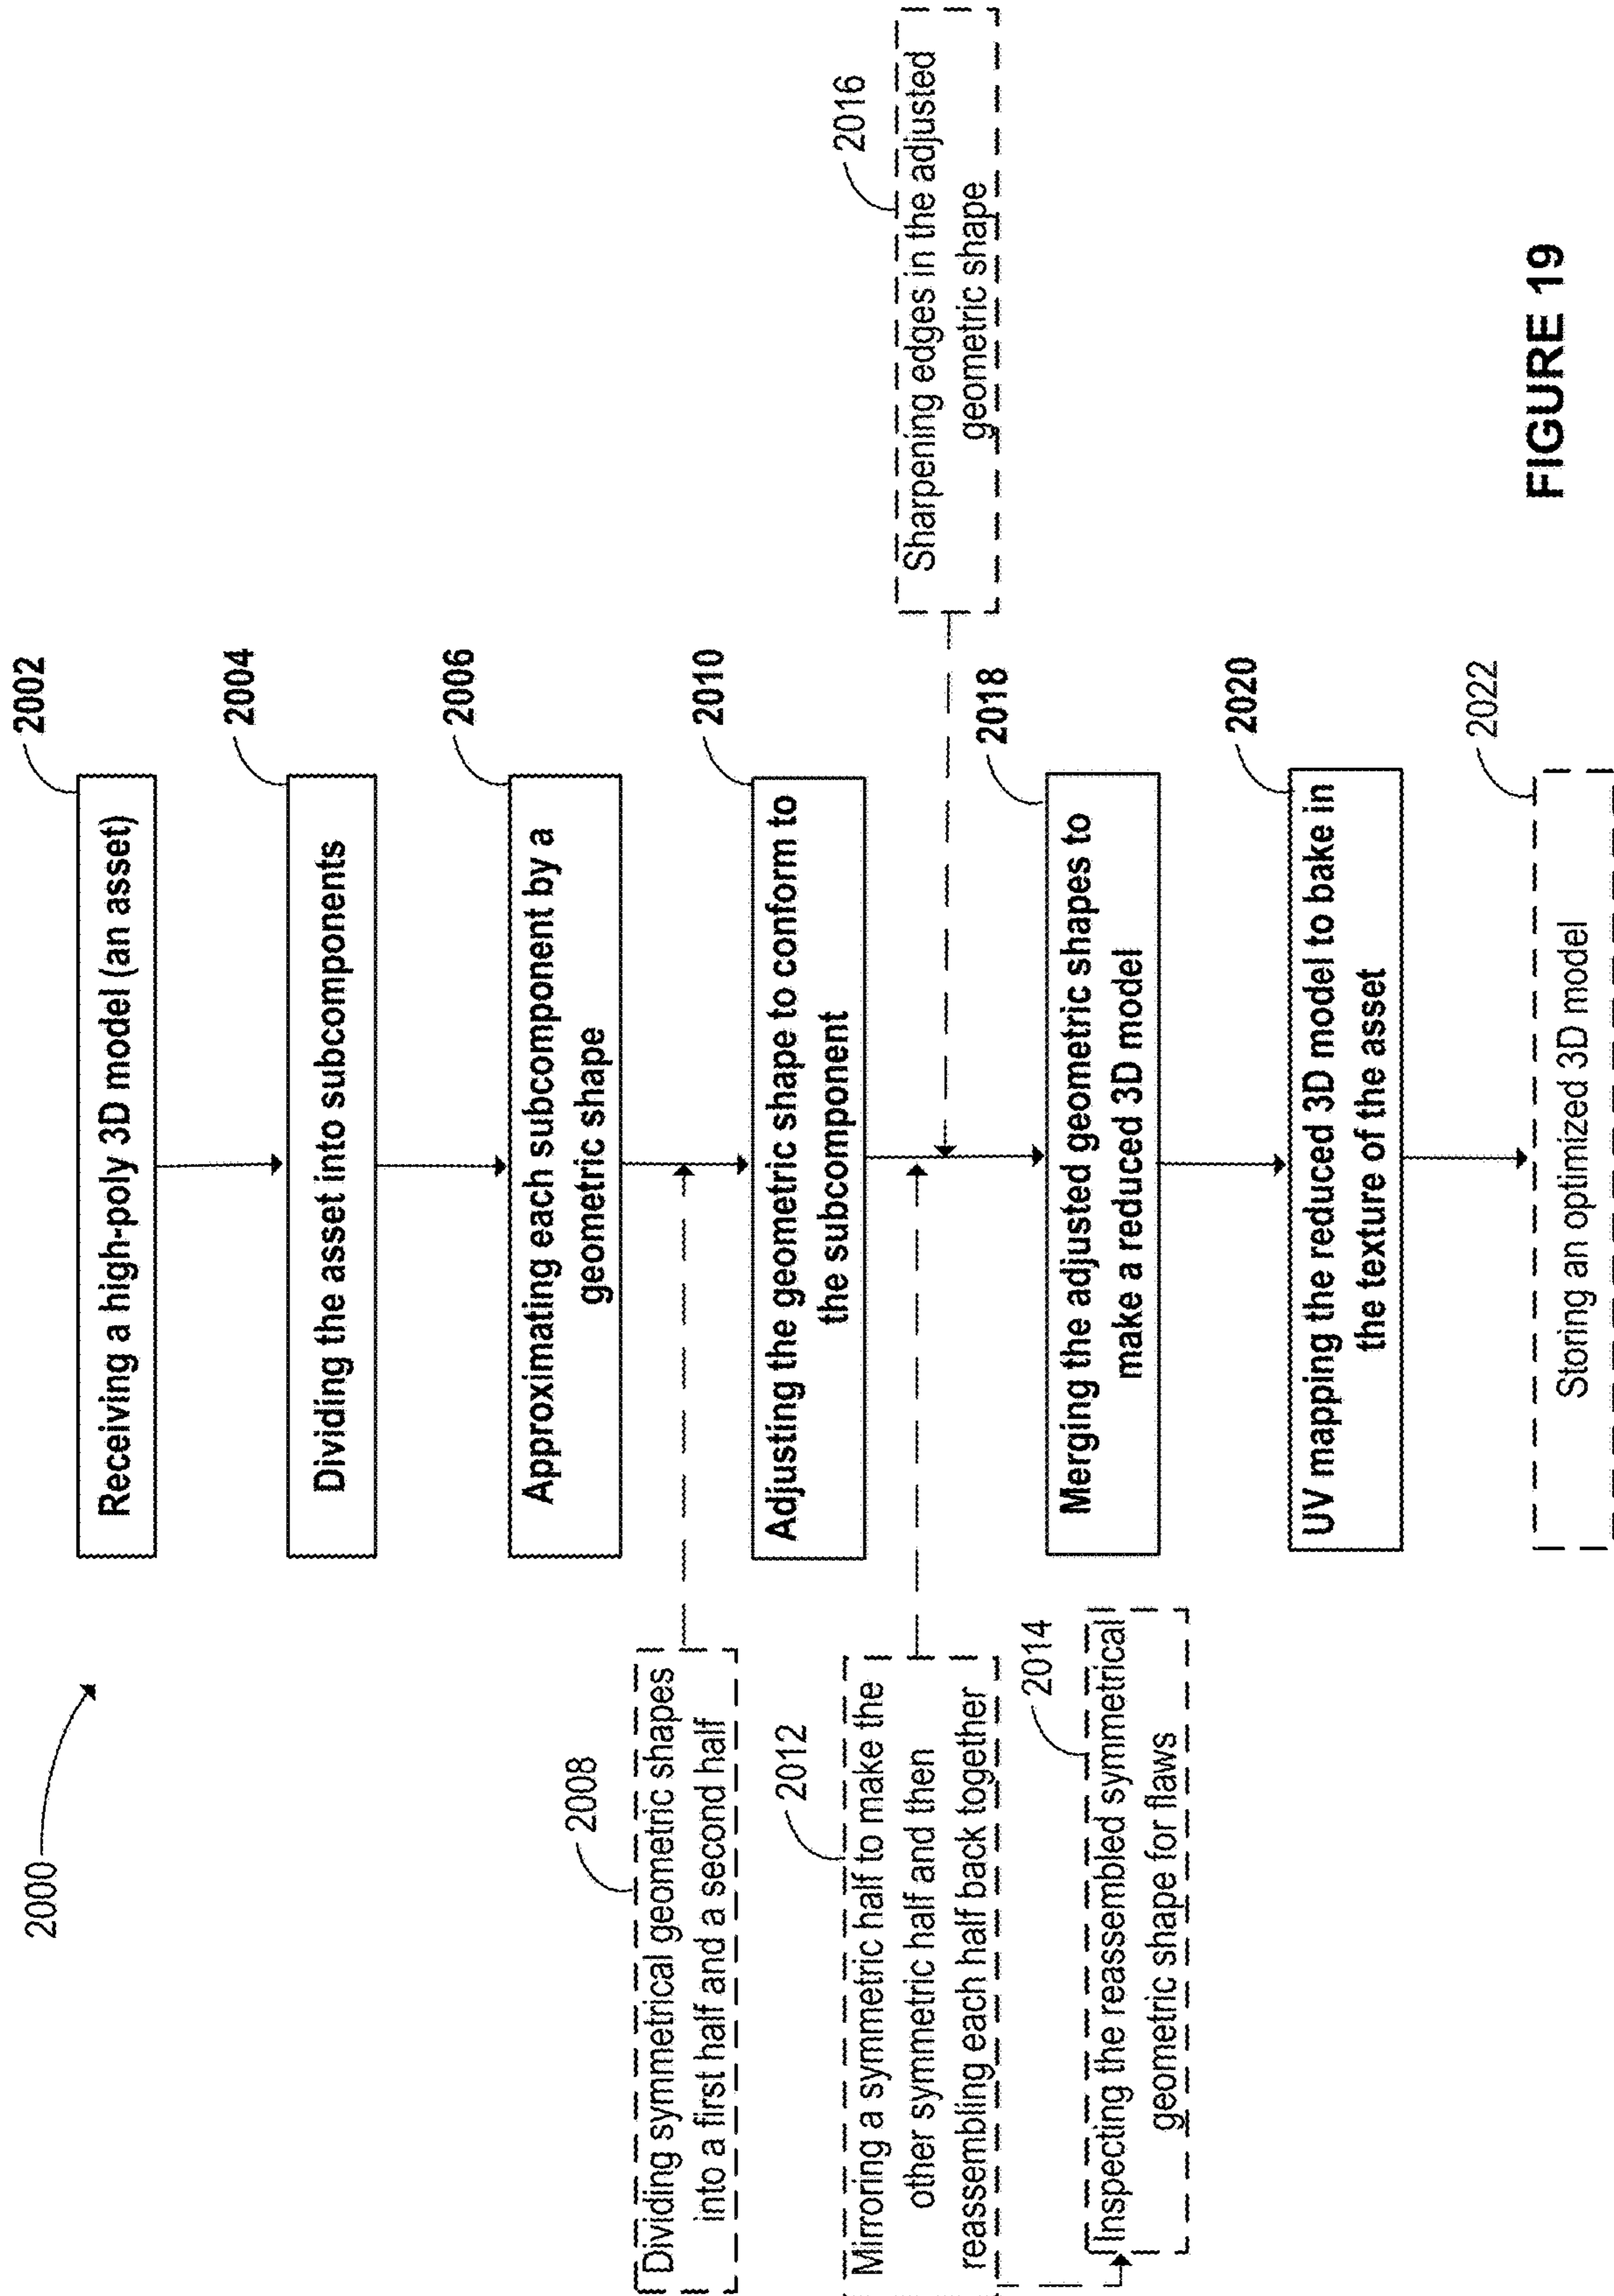 2000
2002
Receiving a high-poly 3D model (an asset)
2004
Dividing the asset into subcomponents
2006
Approximating each subcomponent by a
geometric shape
2008
Dividing symmetrical geometric shapes
into a first half and a second half
2010
Adjusting the geometric shape to conform to
the subcomponent
2012
Mirroring a symmetric half to make the
other symmetric half and then
reassembling each half back together
2014
Inspecting the reassembled symmetrical
geometric shape for flaws
2016
Sharpening edges in the adjusted
geometric shape
2018
Merging the adjusted geometric shapes to
make a reduced 3D model
2020
UV mapping the reduced 3D model to bake in
the texture of the asset
2022
Storing an optimized 3D model
FIGURE 19